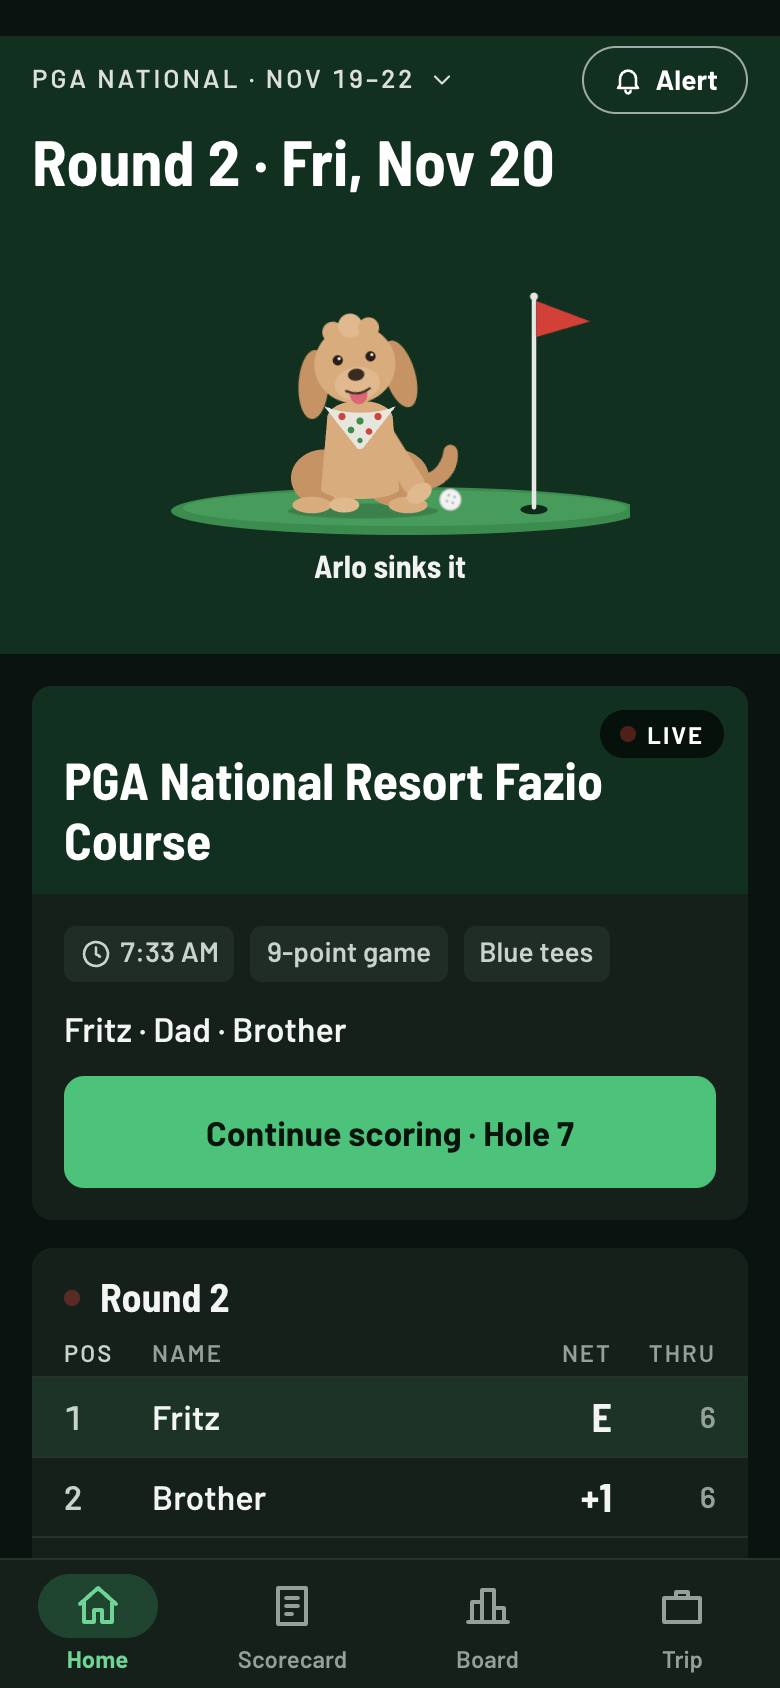 PGA NATIONAL · NOV 19–22
Alert
Round 2 · Fri, Nov 20
Arlo sinks it
LIVE
PGA National Resort Fazio
Course
7:33 AM
9-point game
Blue tees
Fritz · Dad · Brother
Continue scoring · Hole 7
Round 2
POS NAME NET THRU
1 Fritz E 6
2 Brother +1 6
Home Scorecard Board Trip